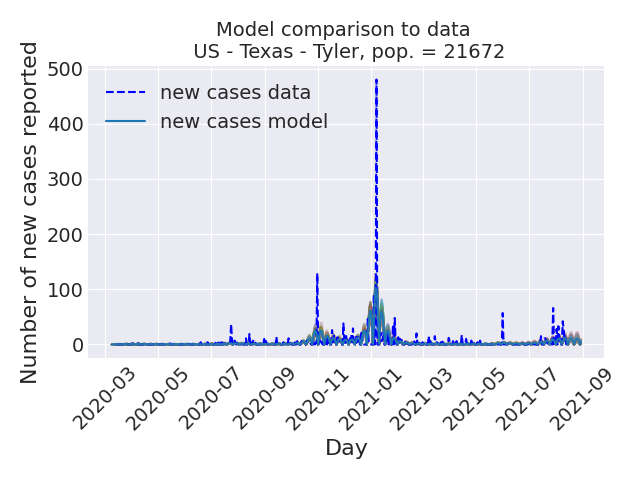 Model comparison to data
US - Texas - Tyler, pop. = 21672
Number of new cases reported
500
400
300
200
100
0
new cases data
new cases model
2020-03
2020-05
2020-07
2020-09
2020-11
2021-01
2021-03
2021-05
2021-07
2021-09
Day